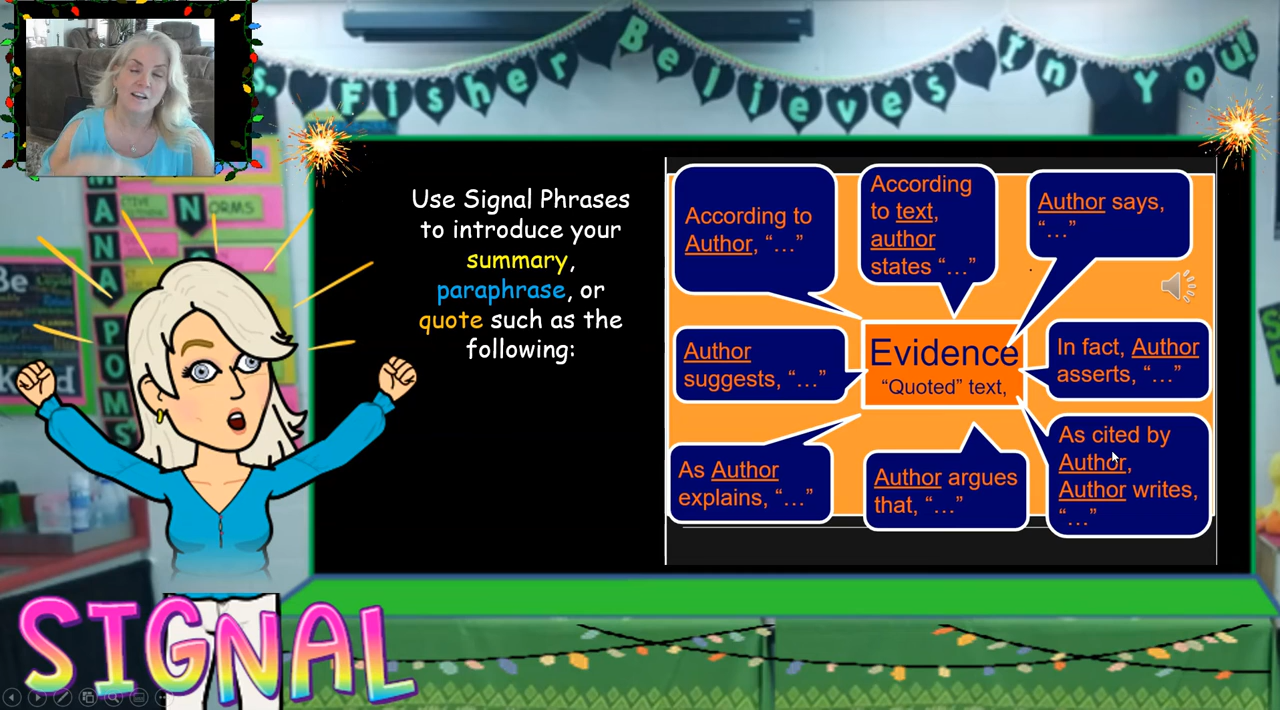 Fisher Believes In You!
Use Signal Phrases
to introduce your
summary,
paraphrase, or
quote such as the
following:
According to
Author, “…”
According
to text,
author
states “…”
Author says,
“…”
Author
suggests, “…”
Evidence
“Quoted” text,
In fact, Author
asserts, “…”
As Author
explains, “…”
Author argues
that, “…”
As cited by
Author,
Author writes,
“…”
NORMS
Be
SIGNAL